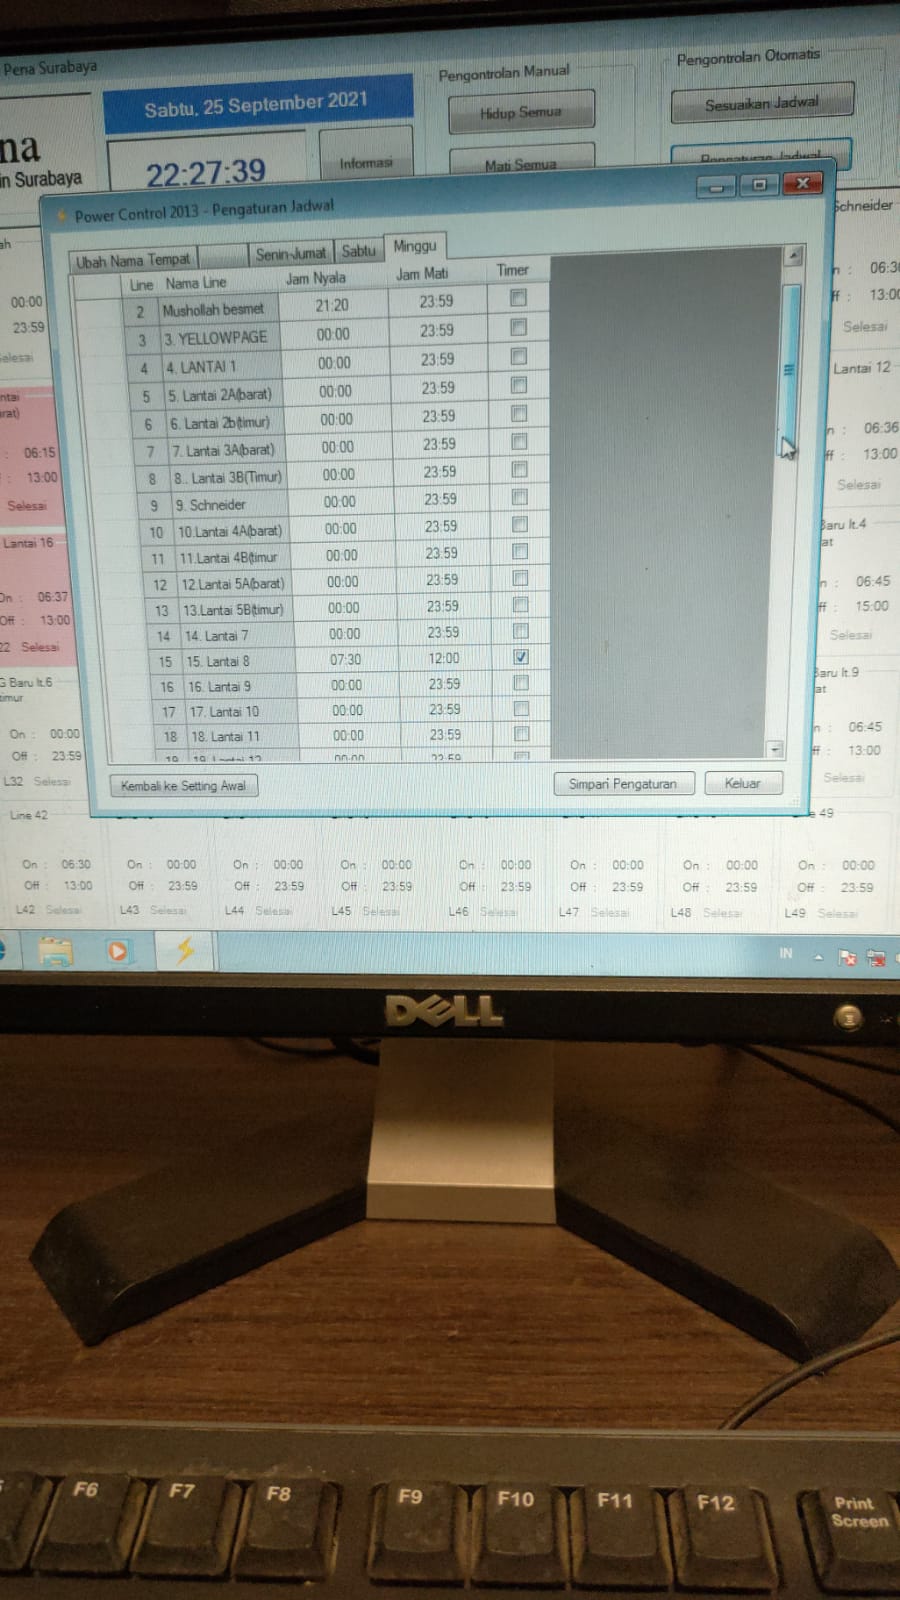 Pena Surabaya
Sabtu, 25 September 2021
Pengontrolan Manual
Pengontrolan Otomatis
Hidup Semua
Sesuaikan Jadwal
na
in Surabaya
22:27:39
Informasi
Mati Semua
Pengaturan Jadwal
Power Control 2013 - Pengaturan Jadwal
Schneider
Ubah Nama Tempat Senin-Jumat Sabtu Minggu
Line Nama Line Jam Nyala Jam Mati Timer
2 Mushollah besmet 21:20 23:59
3 3. YELLOWPAGE 00:00 23:59
4 4. LANTAI 1 00:00 23:59
5 5. Lantai 2A(barat) 00:00 23:59
6 6. Lantai 2b(timur) 00:00 23:59
7 7. Lantai 3A(barat) 00:00 23:59
8 8.. Lantai 3B(Timur) 00:00 23:59
9 9. Schneider 00:00 23:59
10 10.Lantai 4A(barat) 00:00 23:59
11 11.Lantai 4B(timur 00:00 23:59
12 12.Lantai 5A(barat) 00:00 23:59
13 13.Lantai 5B(timur) 00:00 23:59
14 14. Lantai 7 00:00 23:59
15 15. Lantai 8 07:30 12:00
16 16. Lantai 9 00:00 23:59
17 17. Lantai 10 00:00 23:59
18 18. Lantai 11 00:00 23:59
Kembali ke Setting Awal
Simpan Pengaturan
Keluar
ah
00:00
23:59
Selesai
ntai
rat)
: 06:15
: 13:00
Selesai
Lantai 16
On : 06:37
Off : 13:00
22 Selesai
G Baru lt.6
timur
On : 00:00
Off : 23:59
L32 Selesai
n : 06:30
ff : 13:00
Selesai
Lantai 12
n : 06:36
ff : 13:00
Selesai
Baru lt.4
at
n : 06:45
ff : 15:00
Selesai
Baru lt.9
at
n : 06:45
ff : 13:00
Selesai
Line 42
e 49
On : 06:30 On : 00:00 On : 00:00 On : 00:00 On : 00:00 On : 00:00 On : 00:00 On : 00:00
Off : 13:00 Off : 23:59 Off : 23:59 Off : 23:59 Off : 23:59 Off : 23:59 Off : 23:59 Off : 23:59
L42 Selesai L43 Selesai L44 Selesai L45 Selesai L46 Selesai L47 Selesai L48 Selesai L49 Selesai
IN
DELL
F6 F7 F8 F9 F10 F11 F12 Print
Screen